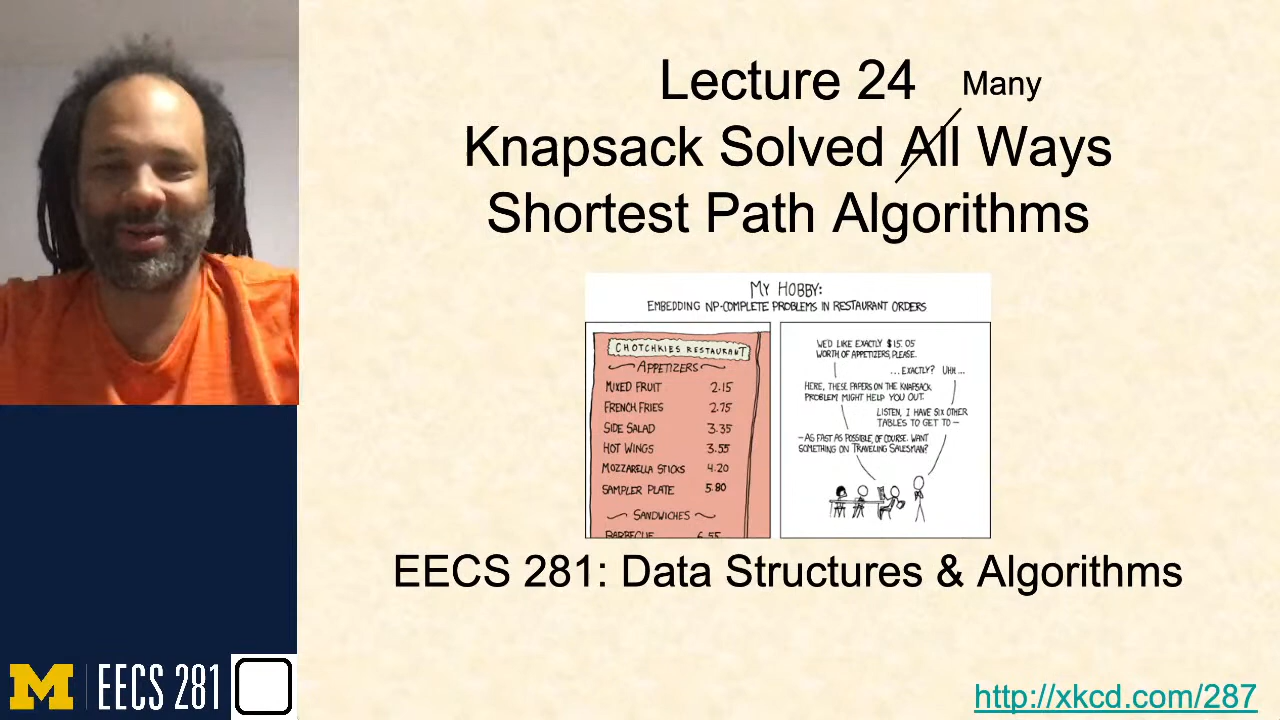 Lecture 24
Many
Knapsack Solved All Ways
Shortest Path Algorithms
MY HOBBY:
EMBEDDING NP-COMPLETE PROBLEMS IN RESTAURANT ORDERS
CHOTCHKIES RESTAURANT
APPETIZERS
MIXED FRUIT 2.15
FRENCH FRIES 2.75
SIDE SALAD 3.35
HOT WINGS 3.55
MOZZARELLA STICKS 4.20
SAMPLER PLATE 5.80
SANDWICHES
BARBECUE 6.55
WE'D LIKE EXACTLY $15.05
WORTH OF APPETIZERS, PLEASE.
...EXACTLY? UHH...
HERE, THESE PAPERS ON THE KNAPSACK
PROBLEM MIGHT HELP YOU OUT.
LISTEN, I HAVE SIX OTHER
TABLES TO GET TO—
—AS FAST AS POSSIBLE, OF COURSE. WANT
SOMETHING ON TRAVELING SALESMAN?
EECS 281: Data Structures & Algorithms
M EECS 281
http://xkcd.com/287